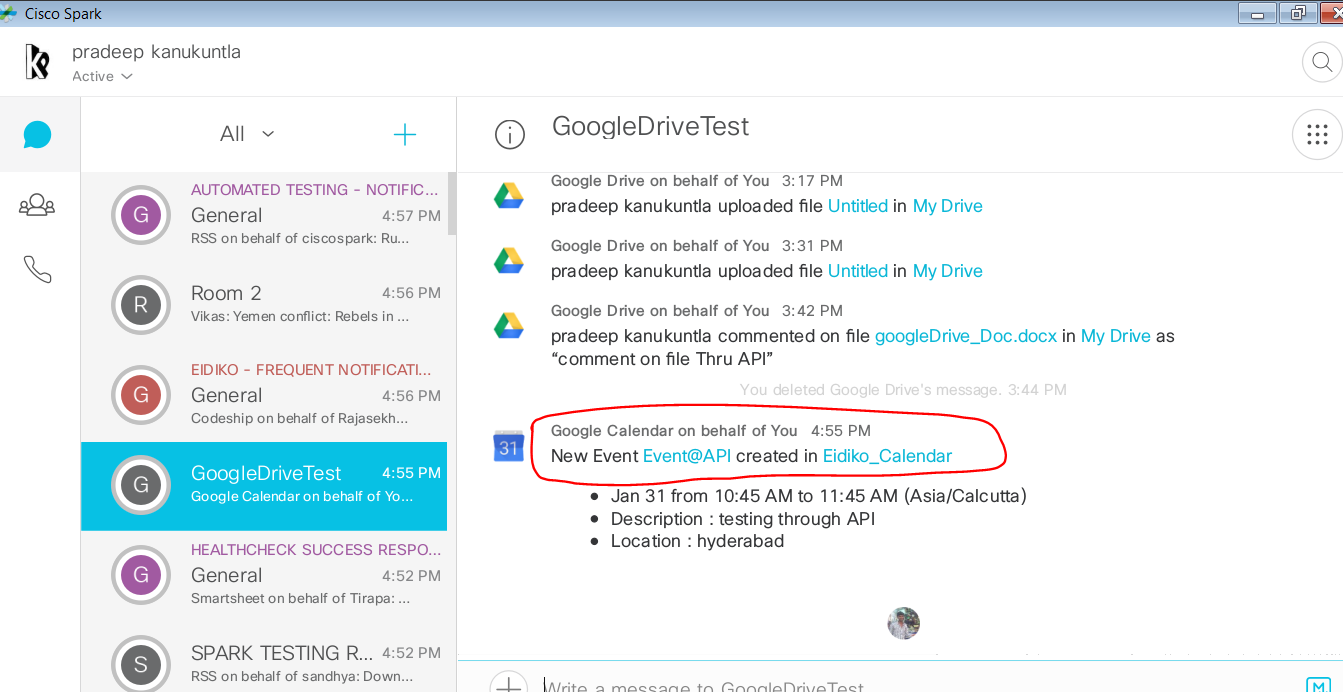 Cisco Spark
pradeep kanukuntla
Active
All
AUTOMATED TESTING - NOTIFIC...
G
General
4:57 PM
RSS on behalf of ciscospark: Ru...
R
Room 2
4:56 PM
Vikas: Yemen conflict: Rebels in ...
EIDIKO - FREQUENT NOTIFICATI...
G
General
4:56 PM
Codeship on behalf of Rajasekh...
G
GoogleDriveTest
4:55 PM
Google Calendar on behalf of Yo...
HEALTHCHECK SUCCESS RESPO...
G
General
4:52 PM
Smartsheet on behalf of Tirapa: ...
S
SPARK TESTING R...
4:52 PM
RSS on behalf of sandhya: Down...
GoogleDriveTest
Google Drive on behalf of You 3:17 PM
pradeep kanukuntla uploaded file Untitled in My Drive
Google Drive on behalf of You 3:31 PM
pradeep kanukuntla uploaded file Untitled in My Drive
Google Drive on behalf of You 3:42 PM
pradeep kanukuntla commented on file googleDrive_Doc.docx in My Drive as
“comment on file Thru API”
You deleted Google Drive's message. 3:44 PM
31
Google Calendar on behalf of You 4:55 PM
New Event Event@API created in Eidiko_Calendar
• Jan 31 from 10:45 AM to 11:45 AM (Asia/Calcutta)
• Description : testing through API
• Location : hyderabad
Write a message to GoogleDriveTest
M